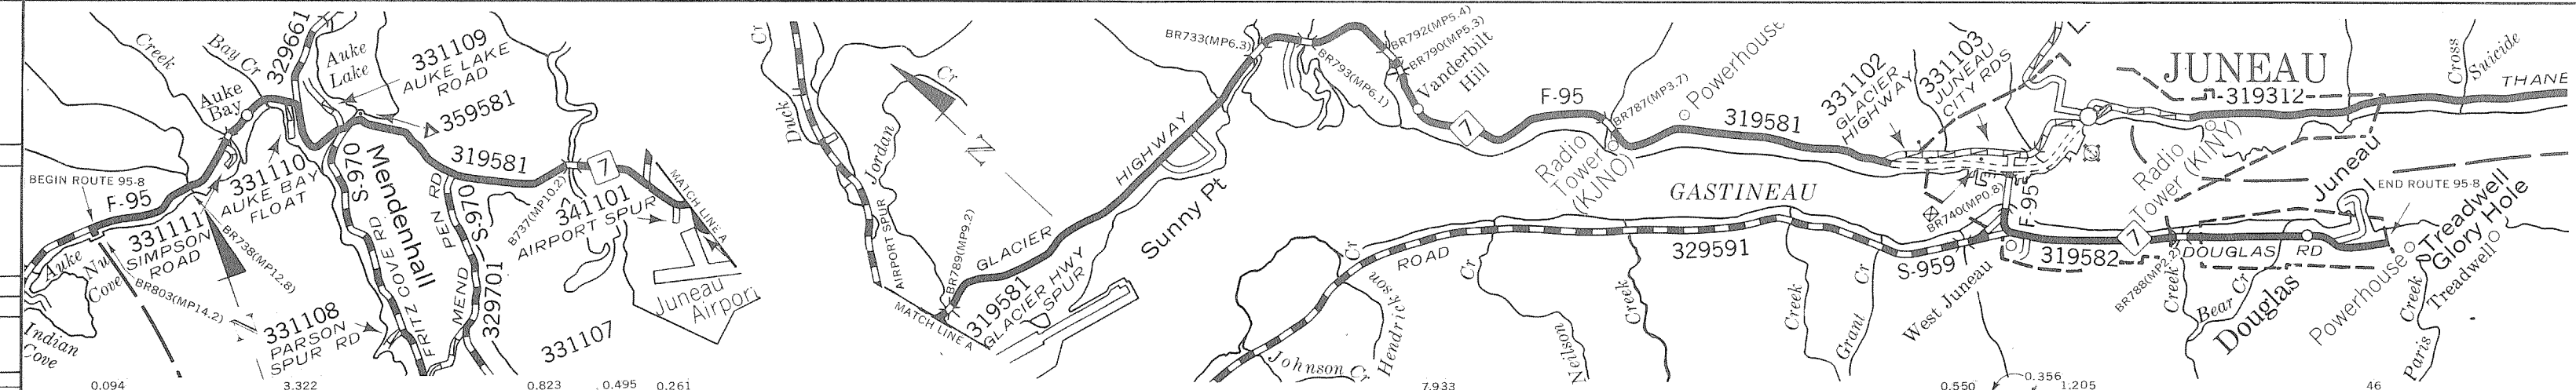 Creek
Bay Cr
329661
Auke
Lake
331109
AUKE LAKE
ROAD
Auke
Bay
359581
319581
7
BEGIN ROUTE 95-8
F-95
331110
AUKE BAY
FLOAT
331111
SIMPSON
ROAD
S-970
Mendenhall
PEN RD
S-970
B737(MP10.2)
341101
AIRPORT SPUR
MATCH LINE A
BR738(MP12.8)
Auke
Nu
Cove
BR803(MP14.2)
Indian
Cove
331108
PARSON
SPUR RD
FRITZ COVE RD
MEND
329701
331107
Juneau
Airport
0.094
3.322
0.823
0.495
0.261
Duck
Cr
Jordan
Cr
N
AIRPORT SPUR
MATCH LINE A
BR789(MP9.2)
GLACIER
HIGHWAY
319581
GLACIER HWY
SPUR
Sunny Pt
BR733(MP6.3)
BR793(MP6.1)
BR792(MP5.4)
BR790(MP5.3)
Vanderbilt
Hill
7
F-95
BR787(MP3.7)
Powerhouse
Radio
Tower
(KJNO)
319581
331102
GLACIER
HIGHWAY
331103
JUNEAU
CITY RDS
GASTINEAU
BR740(MP0.8)
F-95
JUNEAU
319312
Cross
Suicide
THANE
Radio
Tower (KINY)
Juneau
END ROUTE 95-8
Treadwell
Glory Hole
Treadwell
Johnson Cr
Hendrickson
Cr
ROAD
Cr
Neilson
Creek
329591
Creek
Grant
Cr
S-959
West Juneau
319582
7
BR788(MP2.2)
Creek
DOUGLAS RD
Bear Cr
Douglas
Powerhouse
Creek
Paris
7.933
0.550
0.356
1.205
46